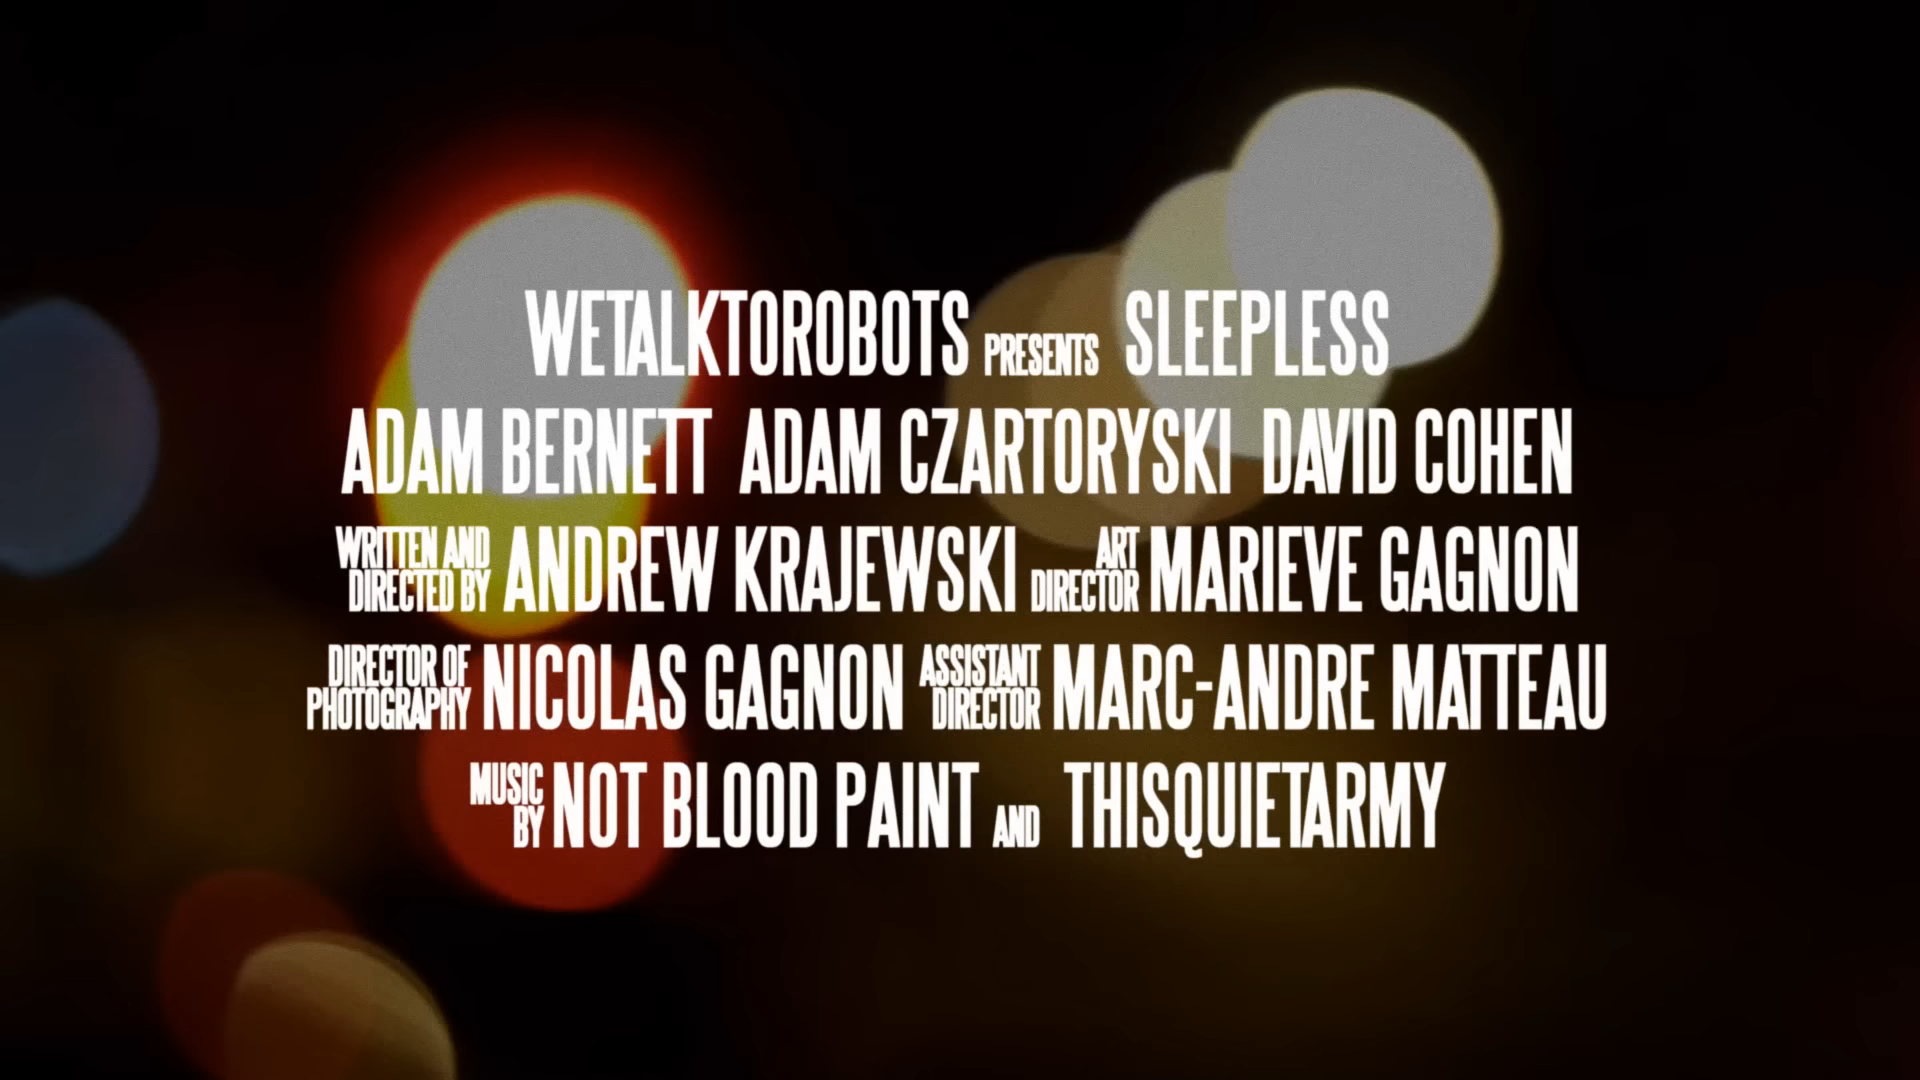 WETALKTOROBOTS PRESENTS SLEEPLESS
ADAM BERNETT ADAM CZARTORYSKI DAVID COHEN
WRITTEN AND DIRECTED BY ANDREW KRAJEWSKI ART DIRECTOR MARIEVE GAGNON
DIRECTOR OF PHOTOGRAPHY NICOLAS GAGNON ASSISTANT DIRECTOR MARC-ANDRE MATTEAU
MUSIC BY NOT BLOOD PAINT AND THISQUIETARMY